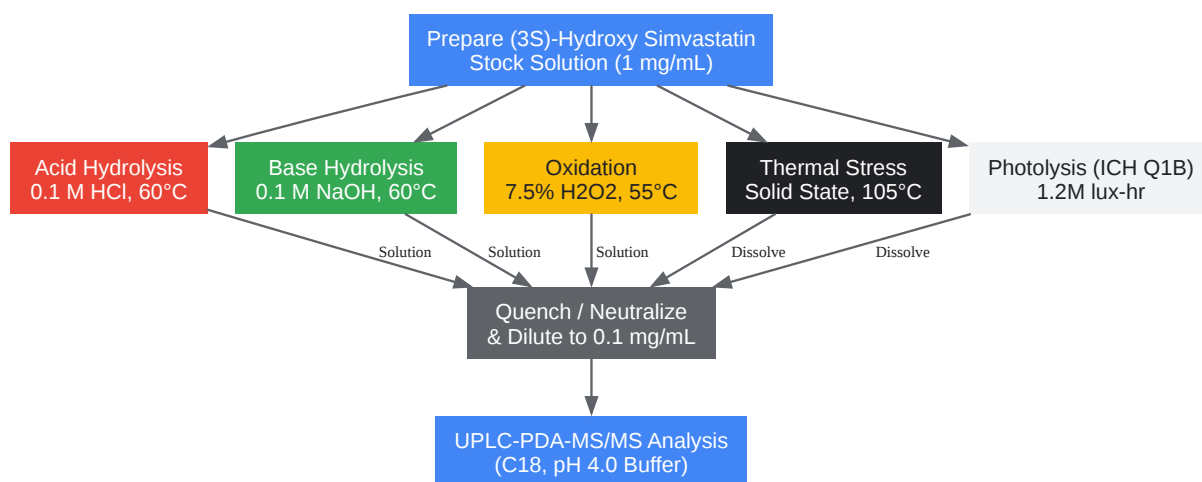 Prepare (3S)-Hydroxy Simvastatin
Stock Solution (1 mg/mL)
Acid Hydrolysis
0.1 M HCl, 60°C
Base Hydrolysis
0.1 M NaOH, 60°C
Oxidation
7.5% H2O2, 55°C
Thermal Stress
Solid State, 105°C
Photolysis (ICH Q1B)
1.2M lux-hr
Solution
Solution
Solution
Dissolve
Dissolve
Quench / Neutralize
& Dilute to 0.1 mg/mL
UPLC-PDA-MS/MS Analysis
(C18, pH 4.0 Buffer)